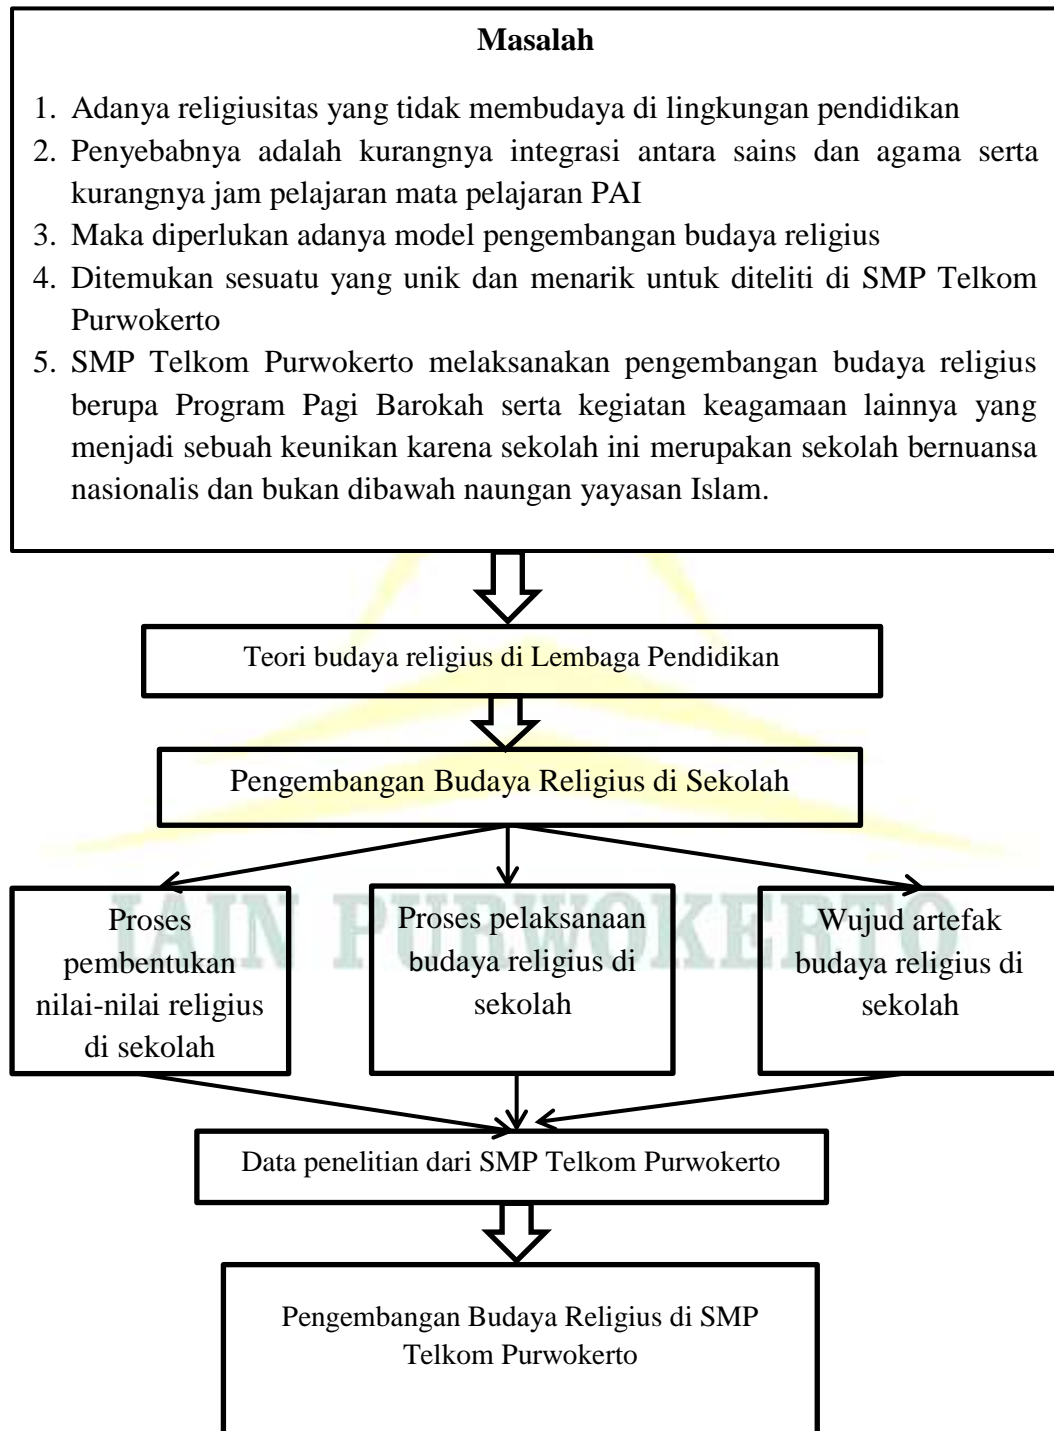 Masalah
1. Adanya religiusitas yang tidak membudaya di lingkungan pendidikan
2. Penyebabnya adalah kurangnya integrasi antara sains dan agama serta
kurangnya jam pelajaran mata pelajaran PAI
3. Maka diperlukan adanya model pengembangan budaya religius
4. Ditemukan sesuatu yang unik dan menarik untuk diteliti di SMP Telkom
Purwokerto
5. SMP Telkom Purwokerto melaksanakan pengembangan budaya religius
berupa Program Pagi Barokah serta kegiatan keagamaan lainnya yang
menjadi sebuah keunikan karena sekolah ini merupakan sekolah bernuansa
nasionalis dan bukan dibawah naungan yayasan Islam.
Teori budaya religius di Lembaga Pendidikan
Pengembangan Budaya Religius di Sekolah
Proses
pembentukan
nilai-nilai religius
di sekolah
Proses pelaksanaan
budaya religius di
sekolah
Wujud artefak
budaya religius di
sekolah
IAIN PURWOKERTO
Data penelitian dari SMP Telkom Purwokerto
Pengembangan Budaya Religius di SMP
Telkom Purwokerto